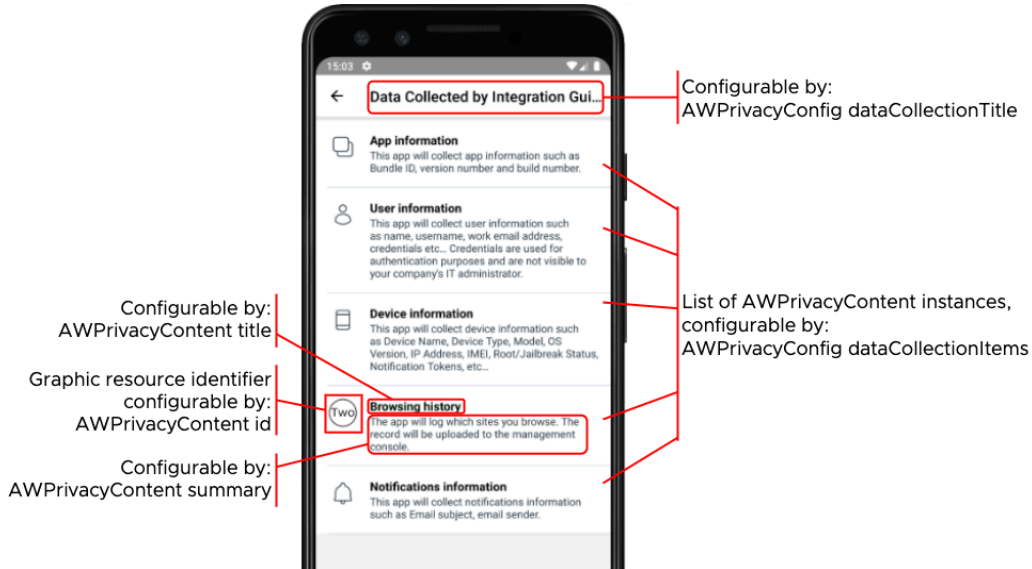 15:03
Data Collected by Integration Gui...
App information
This app will collect app information such as
Bundle ID, version number and build number.
User information
This app will collect user information such
as name, username, work email address,
credentials etc... Credentials are used for
authentication purposes and are not visible to
your company's IT administrator.
Device information
This app will collect device information such
as Device Name, Device Type, Model, OS
Version, IP Address, IMEI, Root/Jailbreak Status,
Notification Tokens, etc...
Two
Browsing history
The app will log which sites you browse. The
record will be uploaded to the management
console.
Notifications information
This app will collect notifications information
such as Email subject, email sender.
Configurable by:
AWPrivacyConfig dataCollectionTitle
List of AWPrivacyContent instances,
configurable by:
AWPrivacyConfig dataCollectionItems
Configurable by:
AWPrivacyContent title
Graphic resource identifier
configurable by:
AWPrivacyContent id
Configurable by:
AWPrivacyContent summary